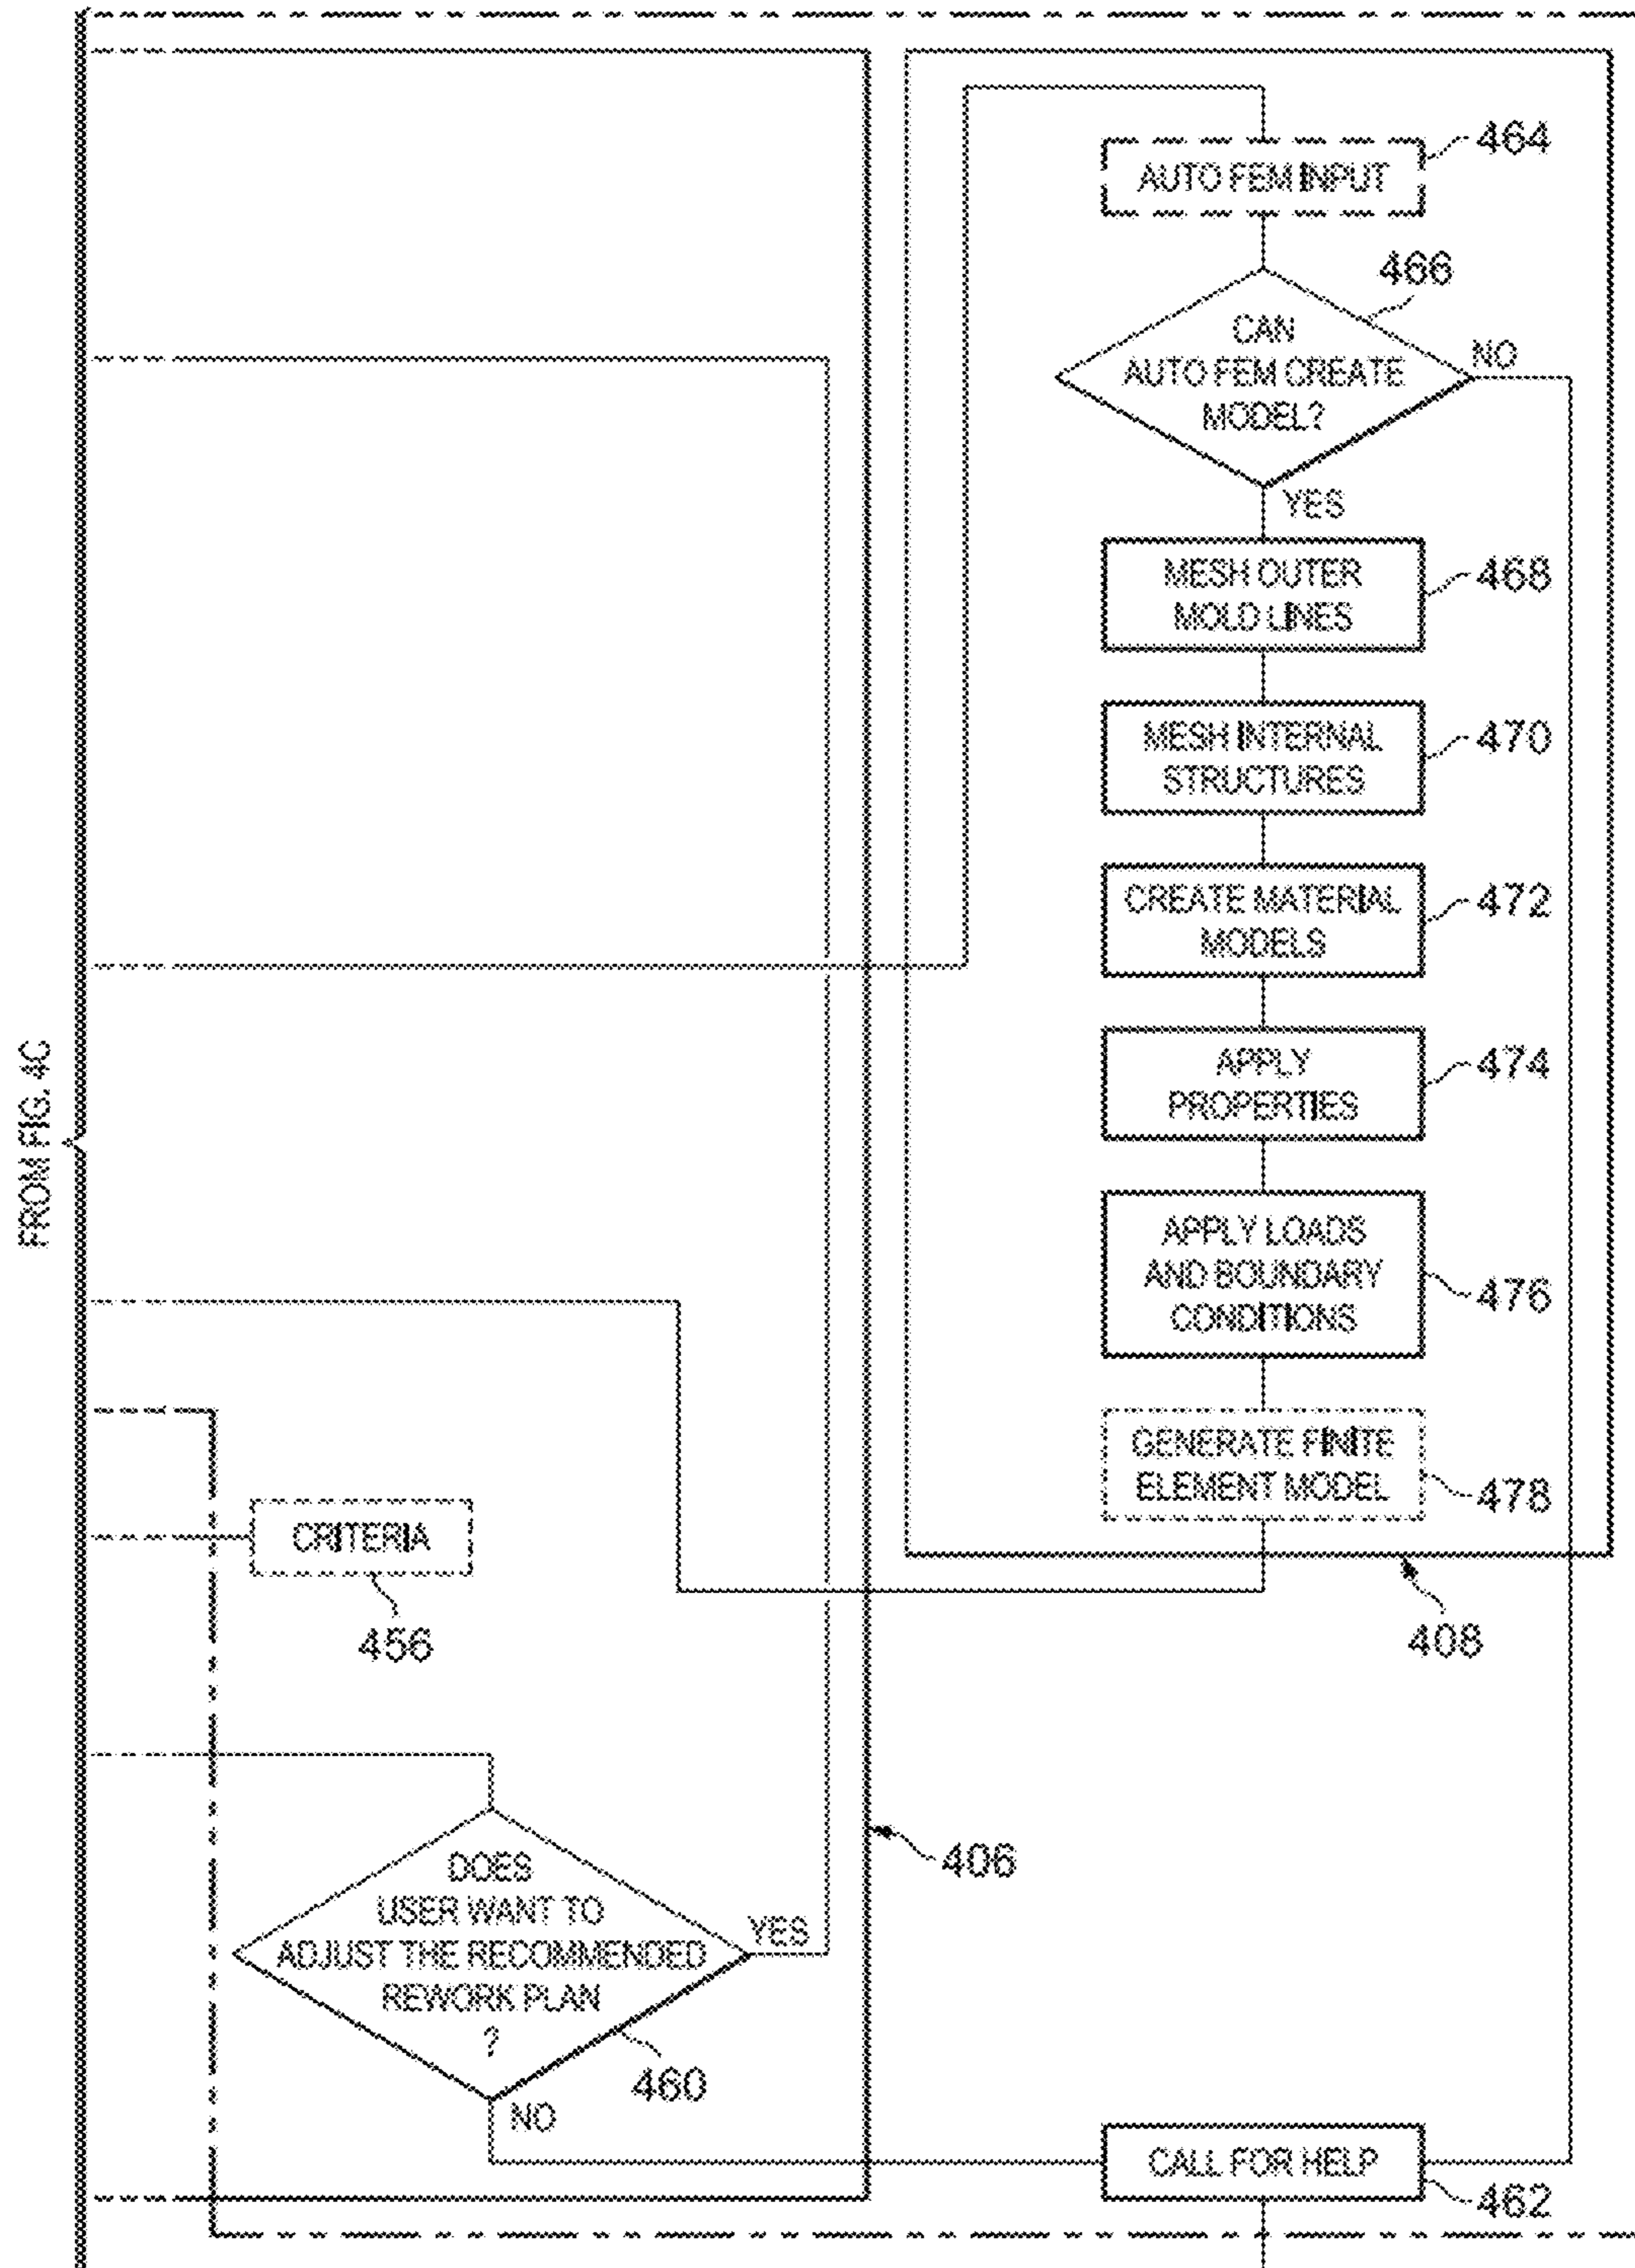 FROM FIG. 4C
AUTO FEM INPUT
464
466
CAN
AUTO FEM CREATE
MODEL?
NO
YES
MESH OUTER
MOLD LINES
468
MESH INTERNAL
STRUCTURES
470
CREATE MATERIAL
MODELS
472
APPLY
PROPERTIES
474
APPLY LOADS
AND BOUNDARY
CONDITIONS
476
GENERATE FINITE
ELEMENT MODEL
478
408
CRITERIA
456
406
DOES
USER WANT TO
ADJUST THE RECOMMENDED
REWORK PLAN
?
YES
460
NO
CALL FOR HELP
462